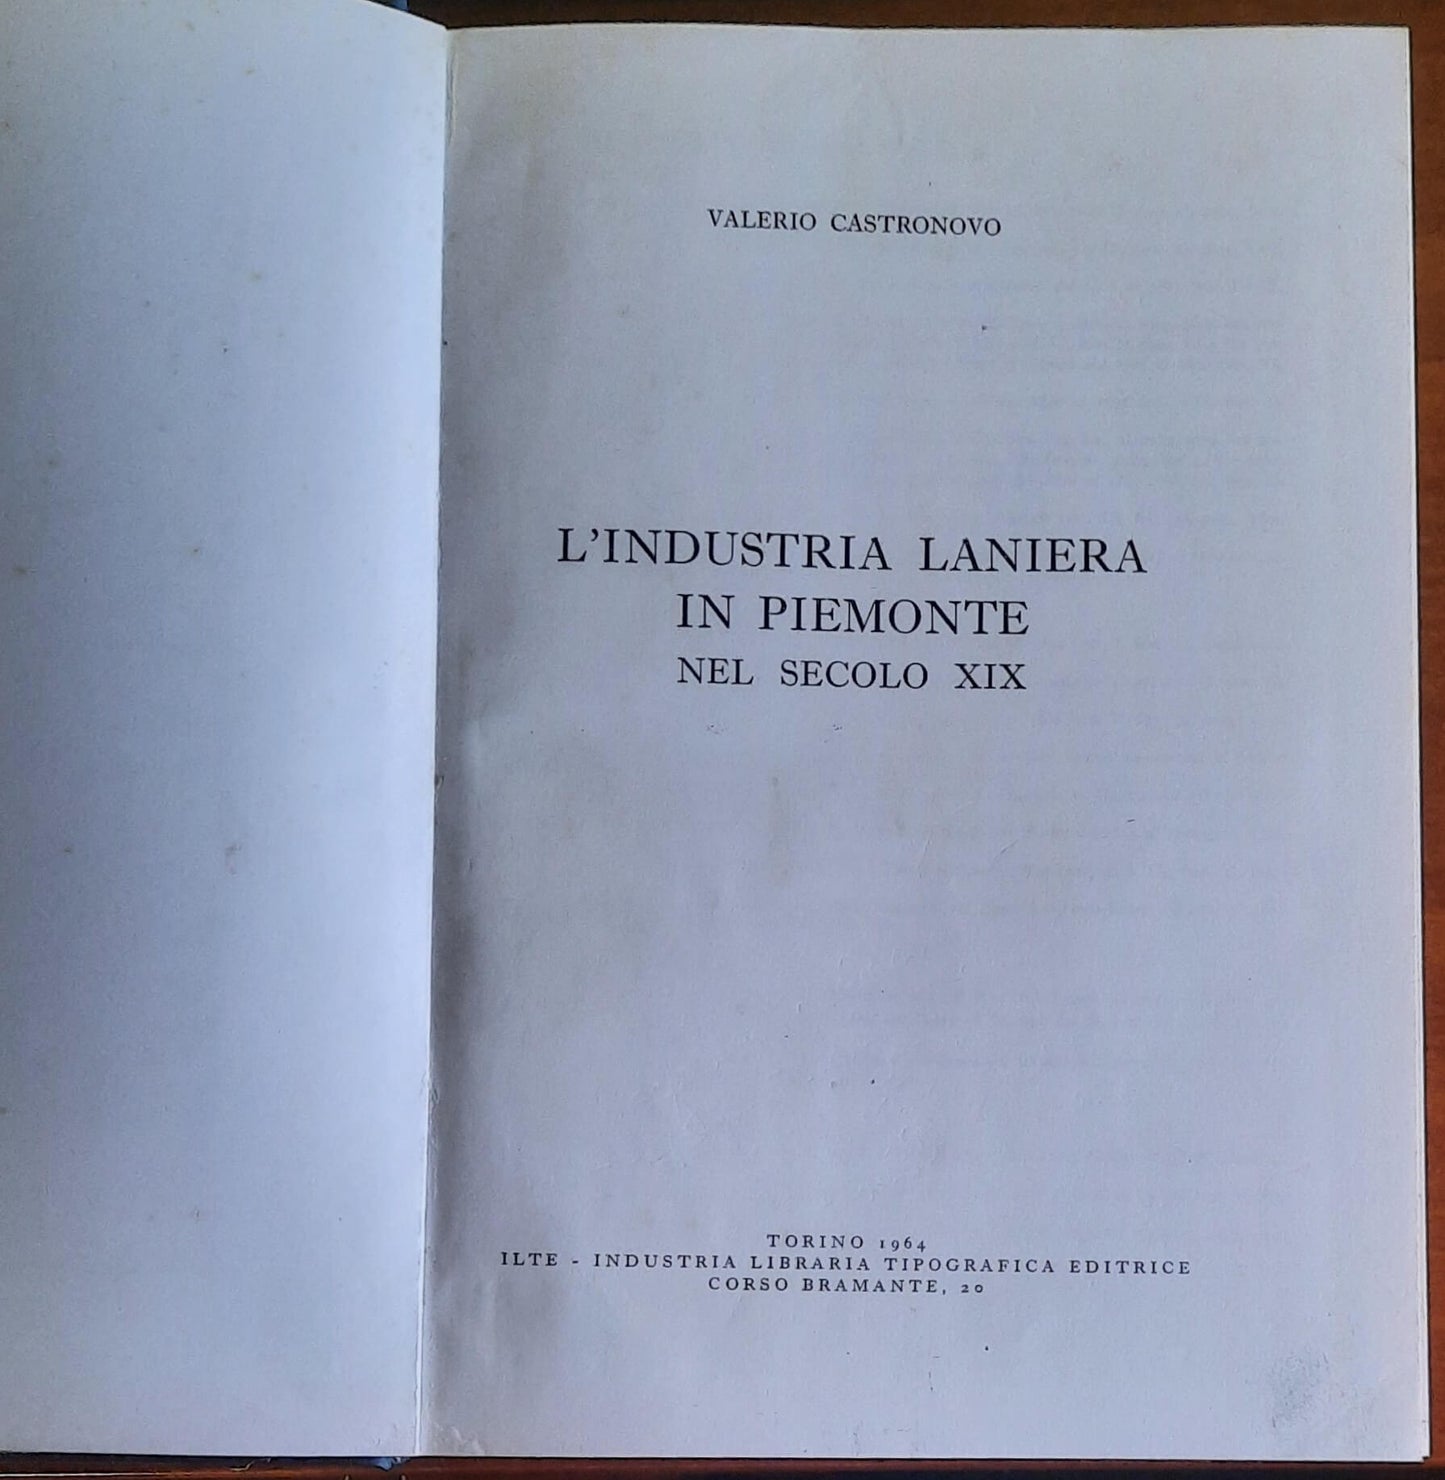 VALERIO CASTRONOVO
L'INDUSTRIA LANIERA
IN PIEMONTE
NEL SECOLO XIX
TORINO 1964
ILTE - INDUSTRIA LIBRARIA TIPOGRAFICA EDITRICE
CORSO BRAMANTE, 20